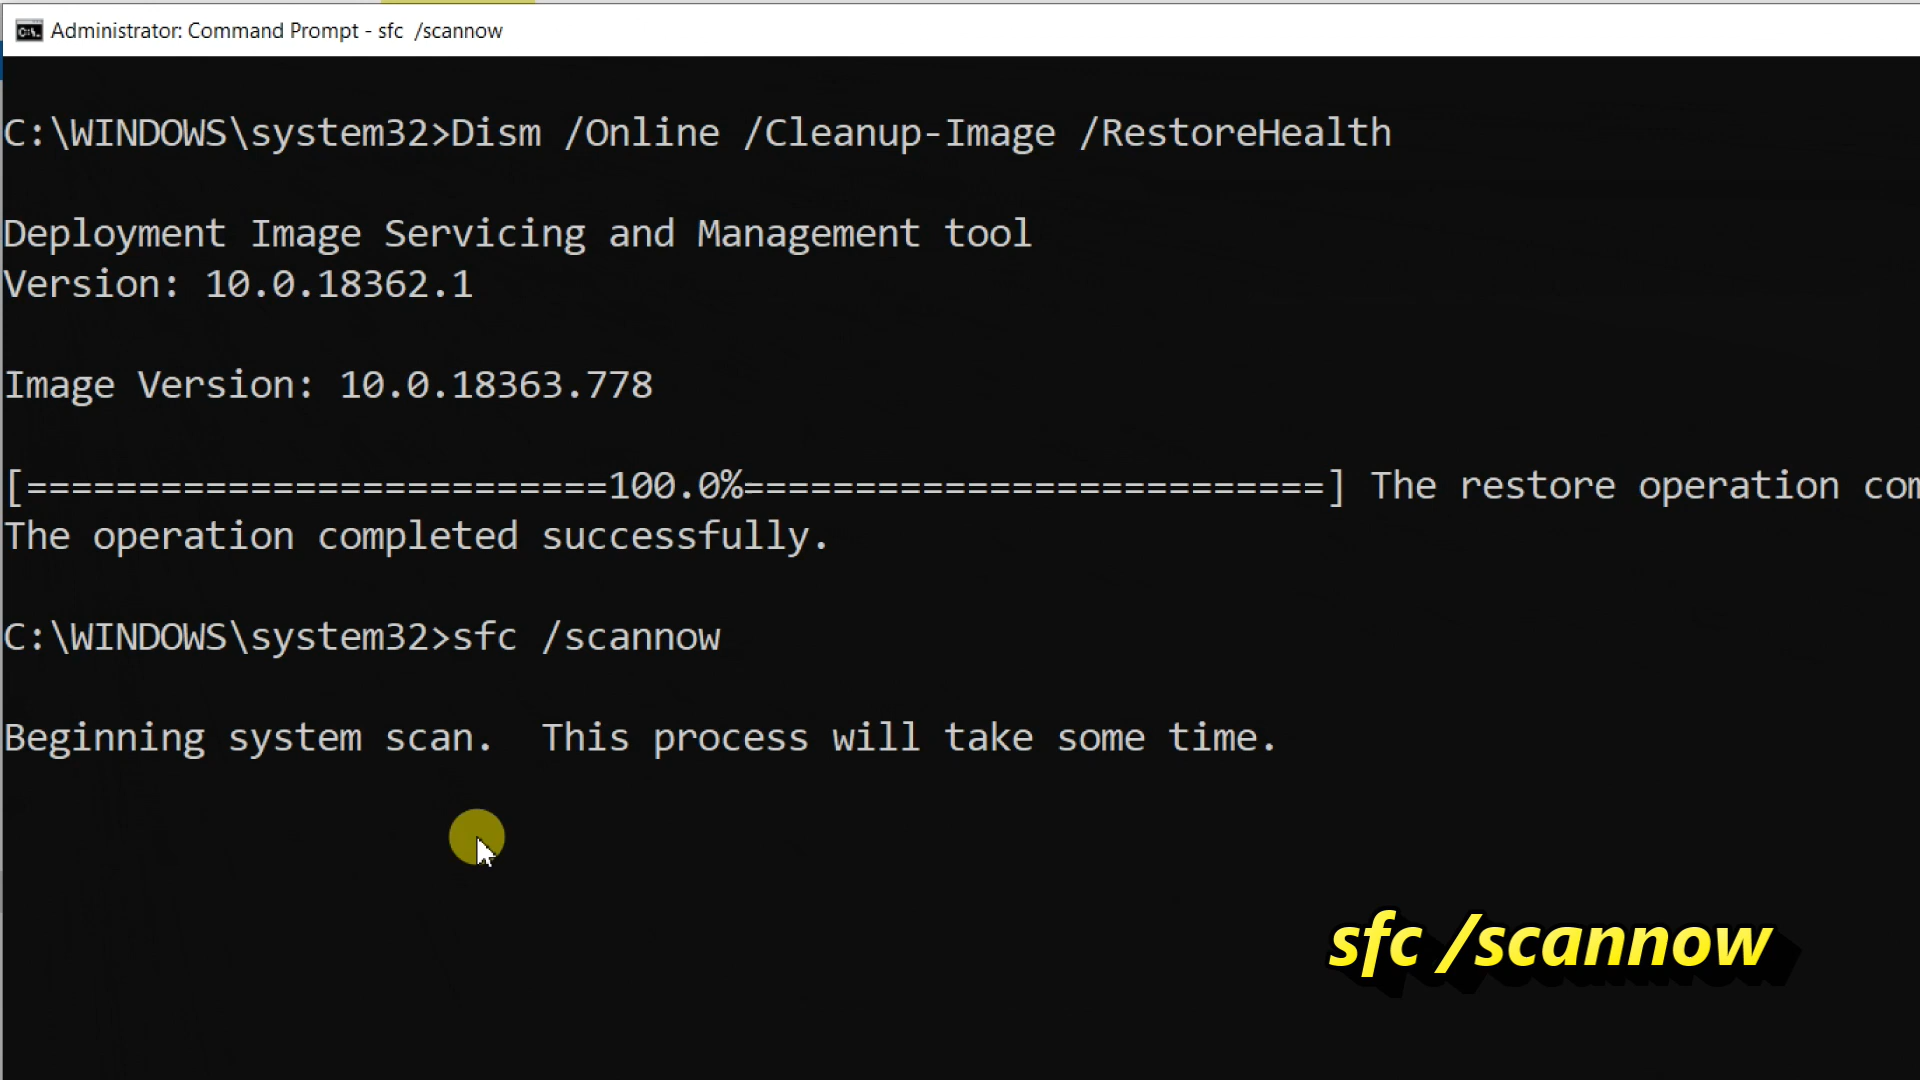 Administrator: Command Prompt - sfc  /scannow
C:\WINDOWS\system32>Dism /Online /Cleanup-Image /RestoreHealth
Deployment Image Servicing and Management tool
Version: 10.0.18362.1
Image Version: 10.0.18363.778
[==========================100.0%==========================] The restore operation com
The operation completed successfully.
C:\WINDOWS\system32>sfc /scannow
Beginning system scan.  This process will take some time.
sfc /scannow